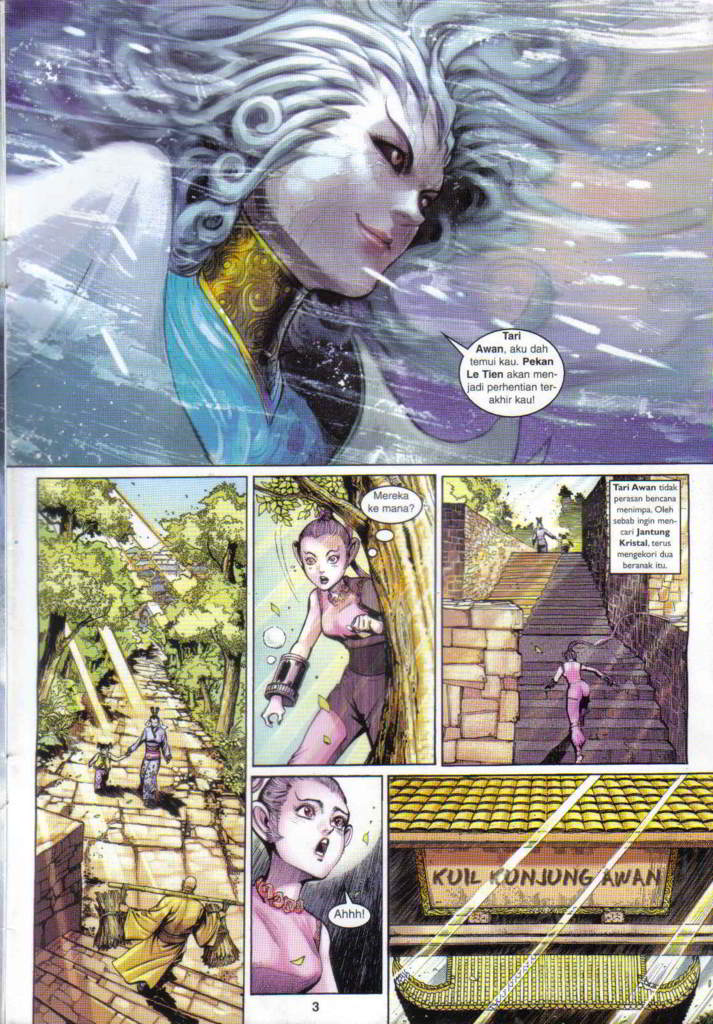 Tari
Awan, aku dah
temui kau. Pekan
Le Tien akan men-
jadi perhentian ter-
akhir kau!
Mereka
ke mana?
Tari Awan tidak
perasan bencana
menimpa. Oleh
sebab ingin men-
cari Jantung
Kristal, terus
mengekori dua
beranak itu.
Ahhh!
KUIL KUNJUNG AWAN
3